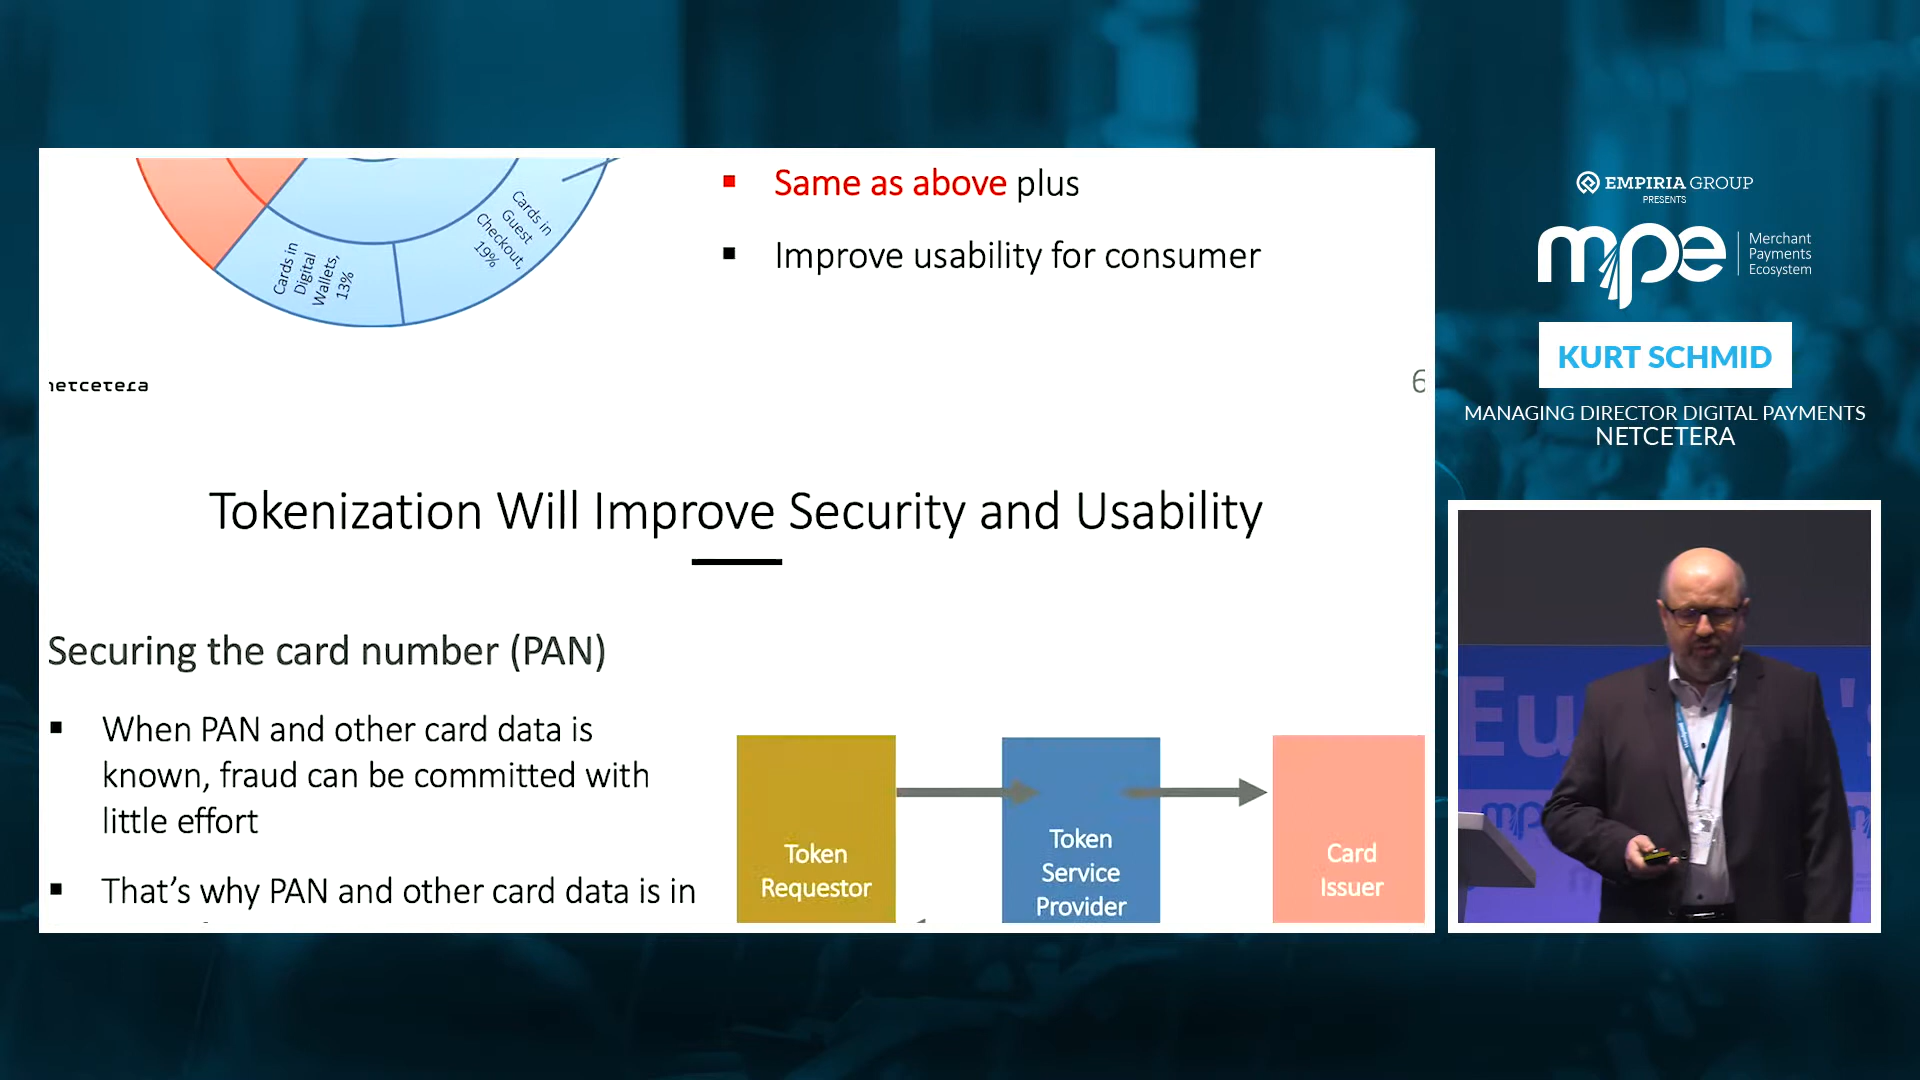 Same as above plus
Improve usability for consumer
Cards in
Digital
Wallets,
13%
Cards in
Guest
Checkout,
19%
netcetera
6
Tokenization Will Improve Security and Usability
Securing the card number (PAN)
When PAN and other card data is
known, fraud can be committed with
little effort
That's why PAN and other card data is in
Token
Requestor
Token
Service
Provider
Card
Issuer
EMPIRIA GROUP
PRESENTS
mpe
Merchant
Payments
Ecosystem
KURT SCHMID
MANAGING DIRECTOR DIGITAL PAYMENTS
NETCETERA
Eu 's
mpe